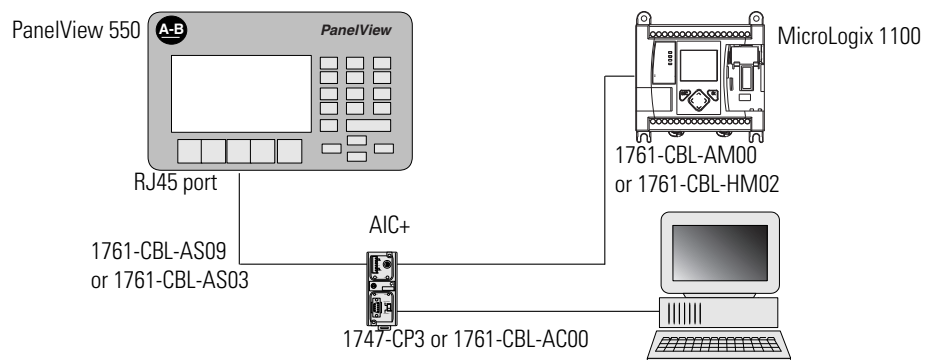 PanelView 550
A-B
PanelView
MicroLogix 1100
RJ45 port
1761-CBL-AM00
or 1761-CBL-HM02
AIC+
1761-CBL-AS09
or 1761-CBL-AS03
1747-CP3 or 1761-CBL-AC00